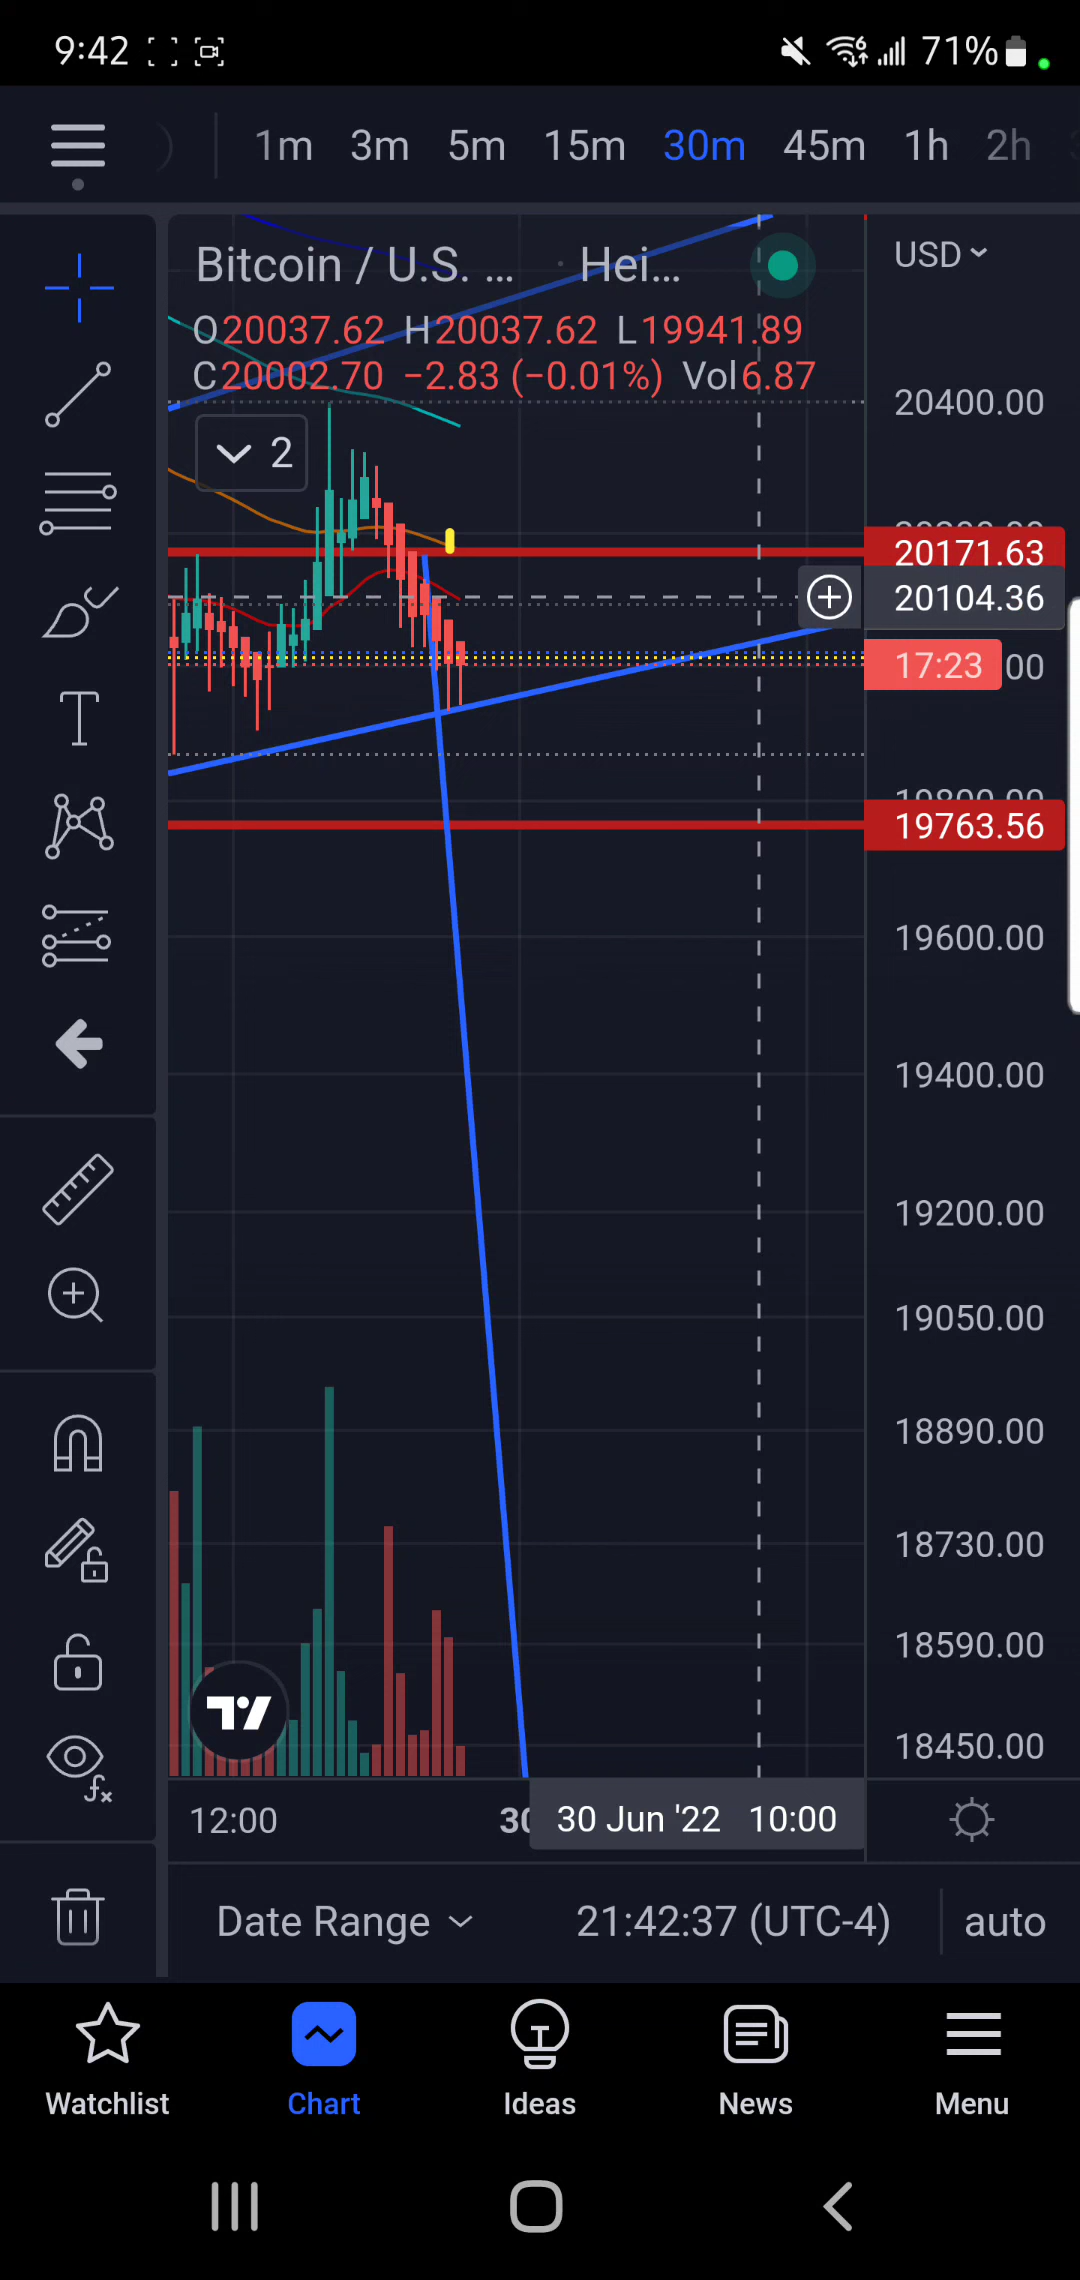 9:42 71%
1m 3m 5m 15m 30m 45m 1h 2h
Bitcoin / U.S. ... · Hei...
USD
O20037.62 H20037.62 L19941.89
C20002.70 −2.83 (−0.01%) Vol6.87
2
20400.00
20171.63
20104.36
17:23 00
19763.56
19600.00
19400.00
19200.00
19050.00
18890.00
18730.00
18590.00
18450.00
12:00 30 30 Jun '22 10:00
Date Range 21:42:37 (UTC-4) auto
Watchlist Chart Ideas News Menu